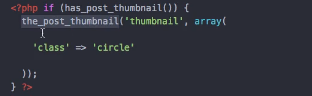 <?php if (has_post_thumbnail()) {
the_post_thumbnail('thumbnail', array(
'class' => 'circle'
));
} ?>